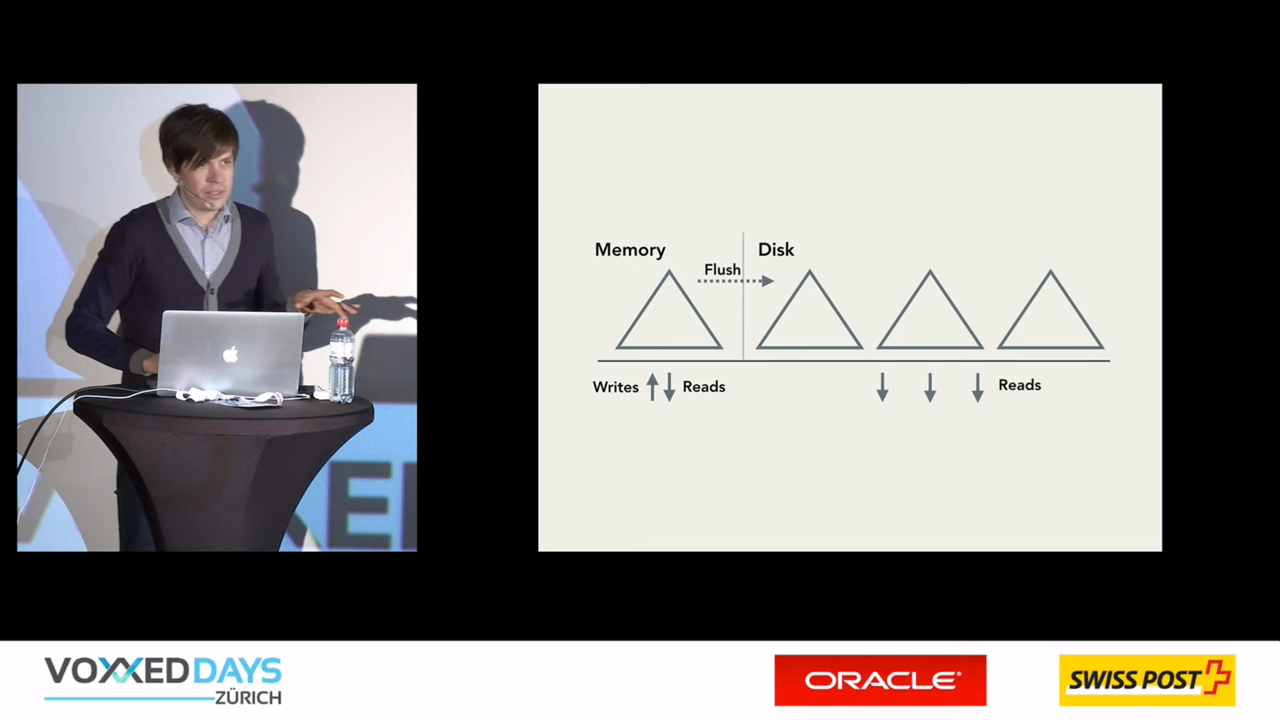 Memory
Disk
Flush
Writes
Reads
Reads
VOXXED DAYS
ZÜRICH
ORACLE®
SWISS POST